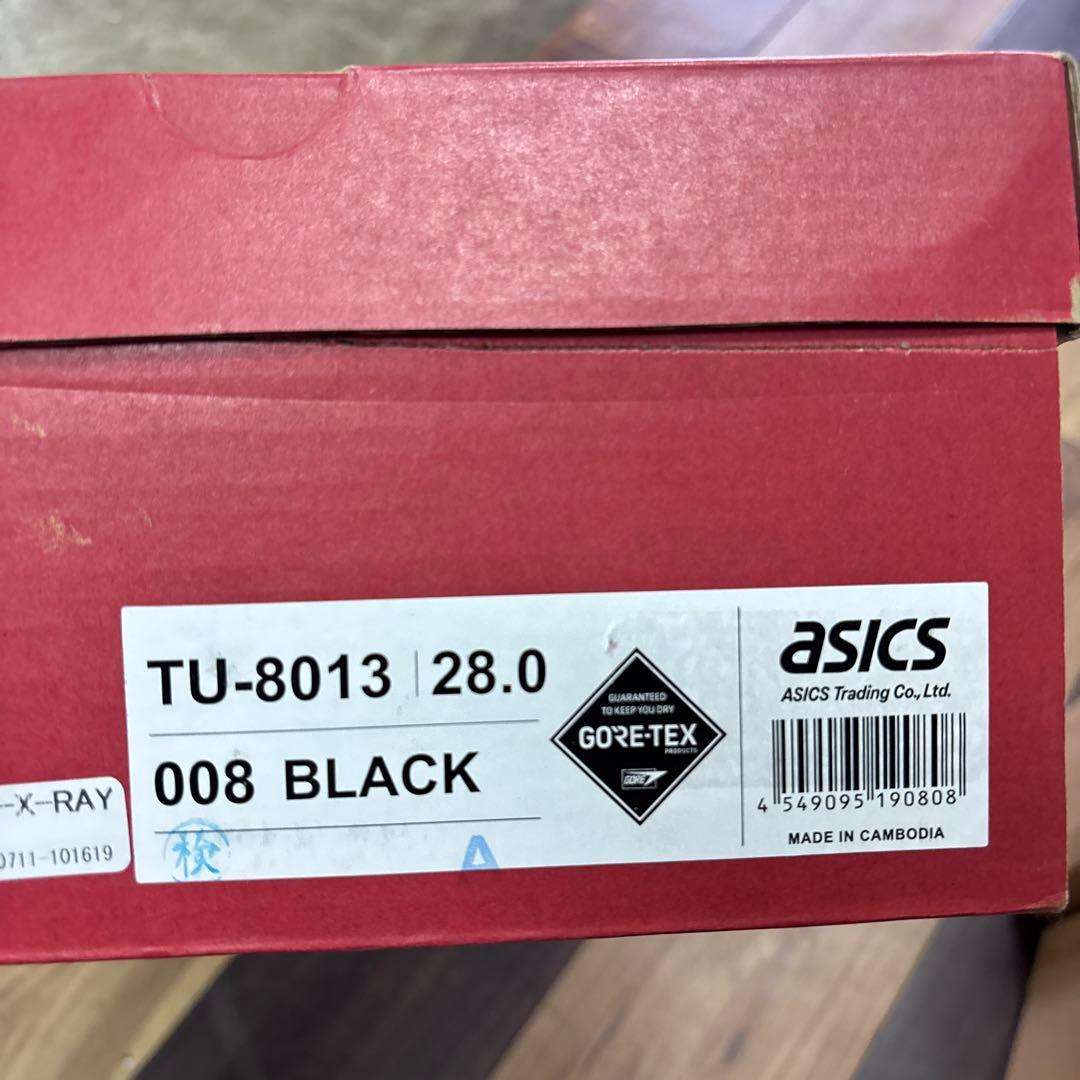 TU-8013 28.0
008 BLACK
検
A
GUARANTEED
TO KEEP YOU DRY
GORE-TEX
PRODUCTS
GORE
asics
ASICS Trading Co., Ltd.
4 549095 190808
MADE IN CAMBODIA
-X-RAY
0711-101619